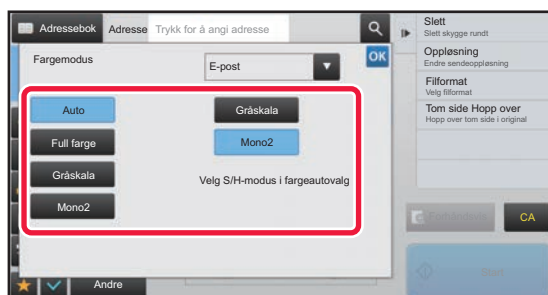 Adressebok Adresse Trykk for å angi adresse
Fargemodus
E-post
OK
Auto
Gråskala
Full farge
Mono2
Gråskala
Velg S/H-modus i fargeautovalg
Mono2
Andre
Slett
Slett skygge rundt
Oppløsning
Endre sendeoppløsning
Filformat
Velg filformat
Tom side Hopp over
Hopp over tom side i original
CA
Start